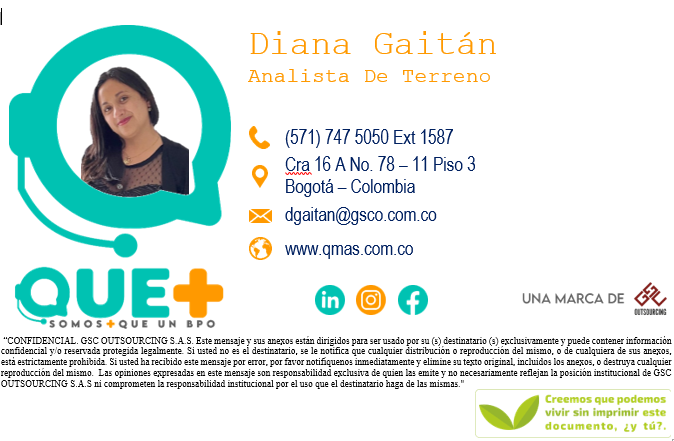 Diana Gaitán
Analista De Terreno
(571) 747 5050 Ext 1587
Cra 16 A No. 78 – 11 Piso 3
Bogotá – Colombia
dgaitan@gsco.com.co
www.qmas.com.co
QUE+
SOMOS+QUE UN BPO
in
f
UNA MARCA DE GSC
OUTSOURCING
“CONFIDENCIAL. GSC OUTSOURCING S.A.S. Este mensaje y sus anexos están dirigidos para ser usado por su (s) destinatario (s) exclusivamente y puede contener información
confidencial y/o reservada protegida legalmente. Si usted no es el destinatario, se le notifica que cualquier distribución o reproducción del mismo, o de cualquiera de sus anexos,
está estrictamente prohibida. Si usted ha recibido este mensaje por error, por favor notifíquenos inmediatamente y elimine su texto original, incluidos los anexos, o destruya cualquier
reproducción del mismo. Las opiniones expresadas en este mensaje son responsabilidad exclusiva de quien las emite y no necesariamente reflejan la posición institucional de GSC
OUTSOURCING S.A.S ni comprometen la responsabilidad institucional por el uso que el destinatario haga de las mismas."
Creemos que podemos
vivir sin imprimir este
documento, ¿y tú?.